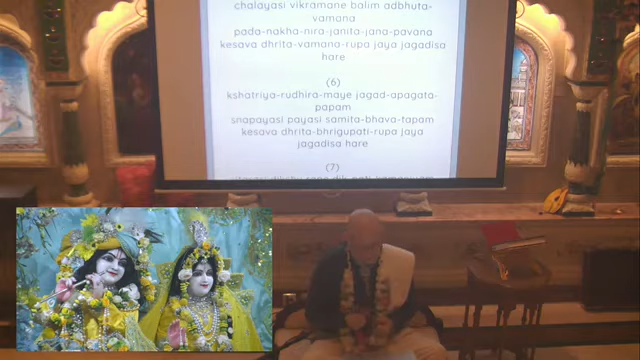 chalayasi vikramane balim adbhuta-
vamana
pada-nakha-nira-janita-jana-pavana
kesava dhrita-vamana-rupa jaya jagadisa
hare
(6)
kshatriya-rudhira-maye jagad-apagata-
papam
snapayasi payasi samita-bhava-tapam
kesava dhrita-bhrigupati-rupa jaya
jagadisa hare
(7)